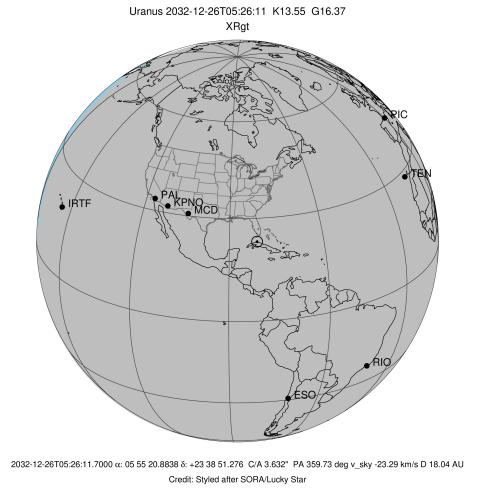 Uranus 2032-12-26T05:26:11  K13.55  G16.37
XRgt
PIC
TEN
IRTF
PAL
KPNO
MCD
RIO
ESO
2032-12-26T05:26:11.7000 α: 05 55 20.8838 δ: +23 38 51.276  C/A 3.632"  PA 359.73 deg v_sky -23.29 km/s D 18.04 AU
Credit: Styled after SORA/Lucky Star